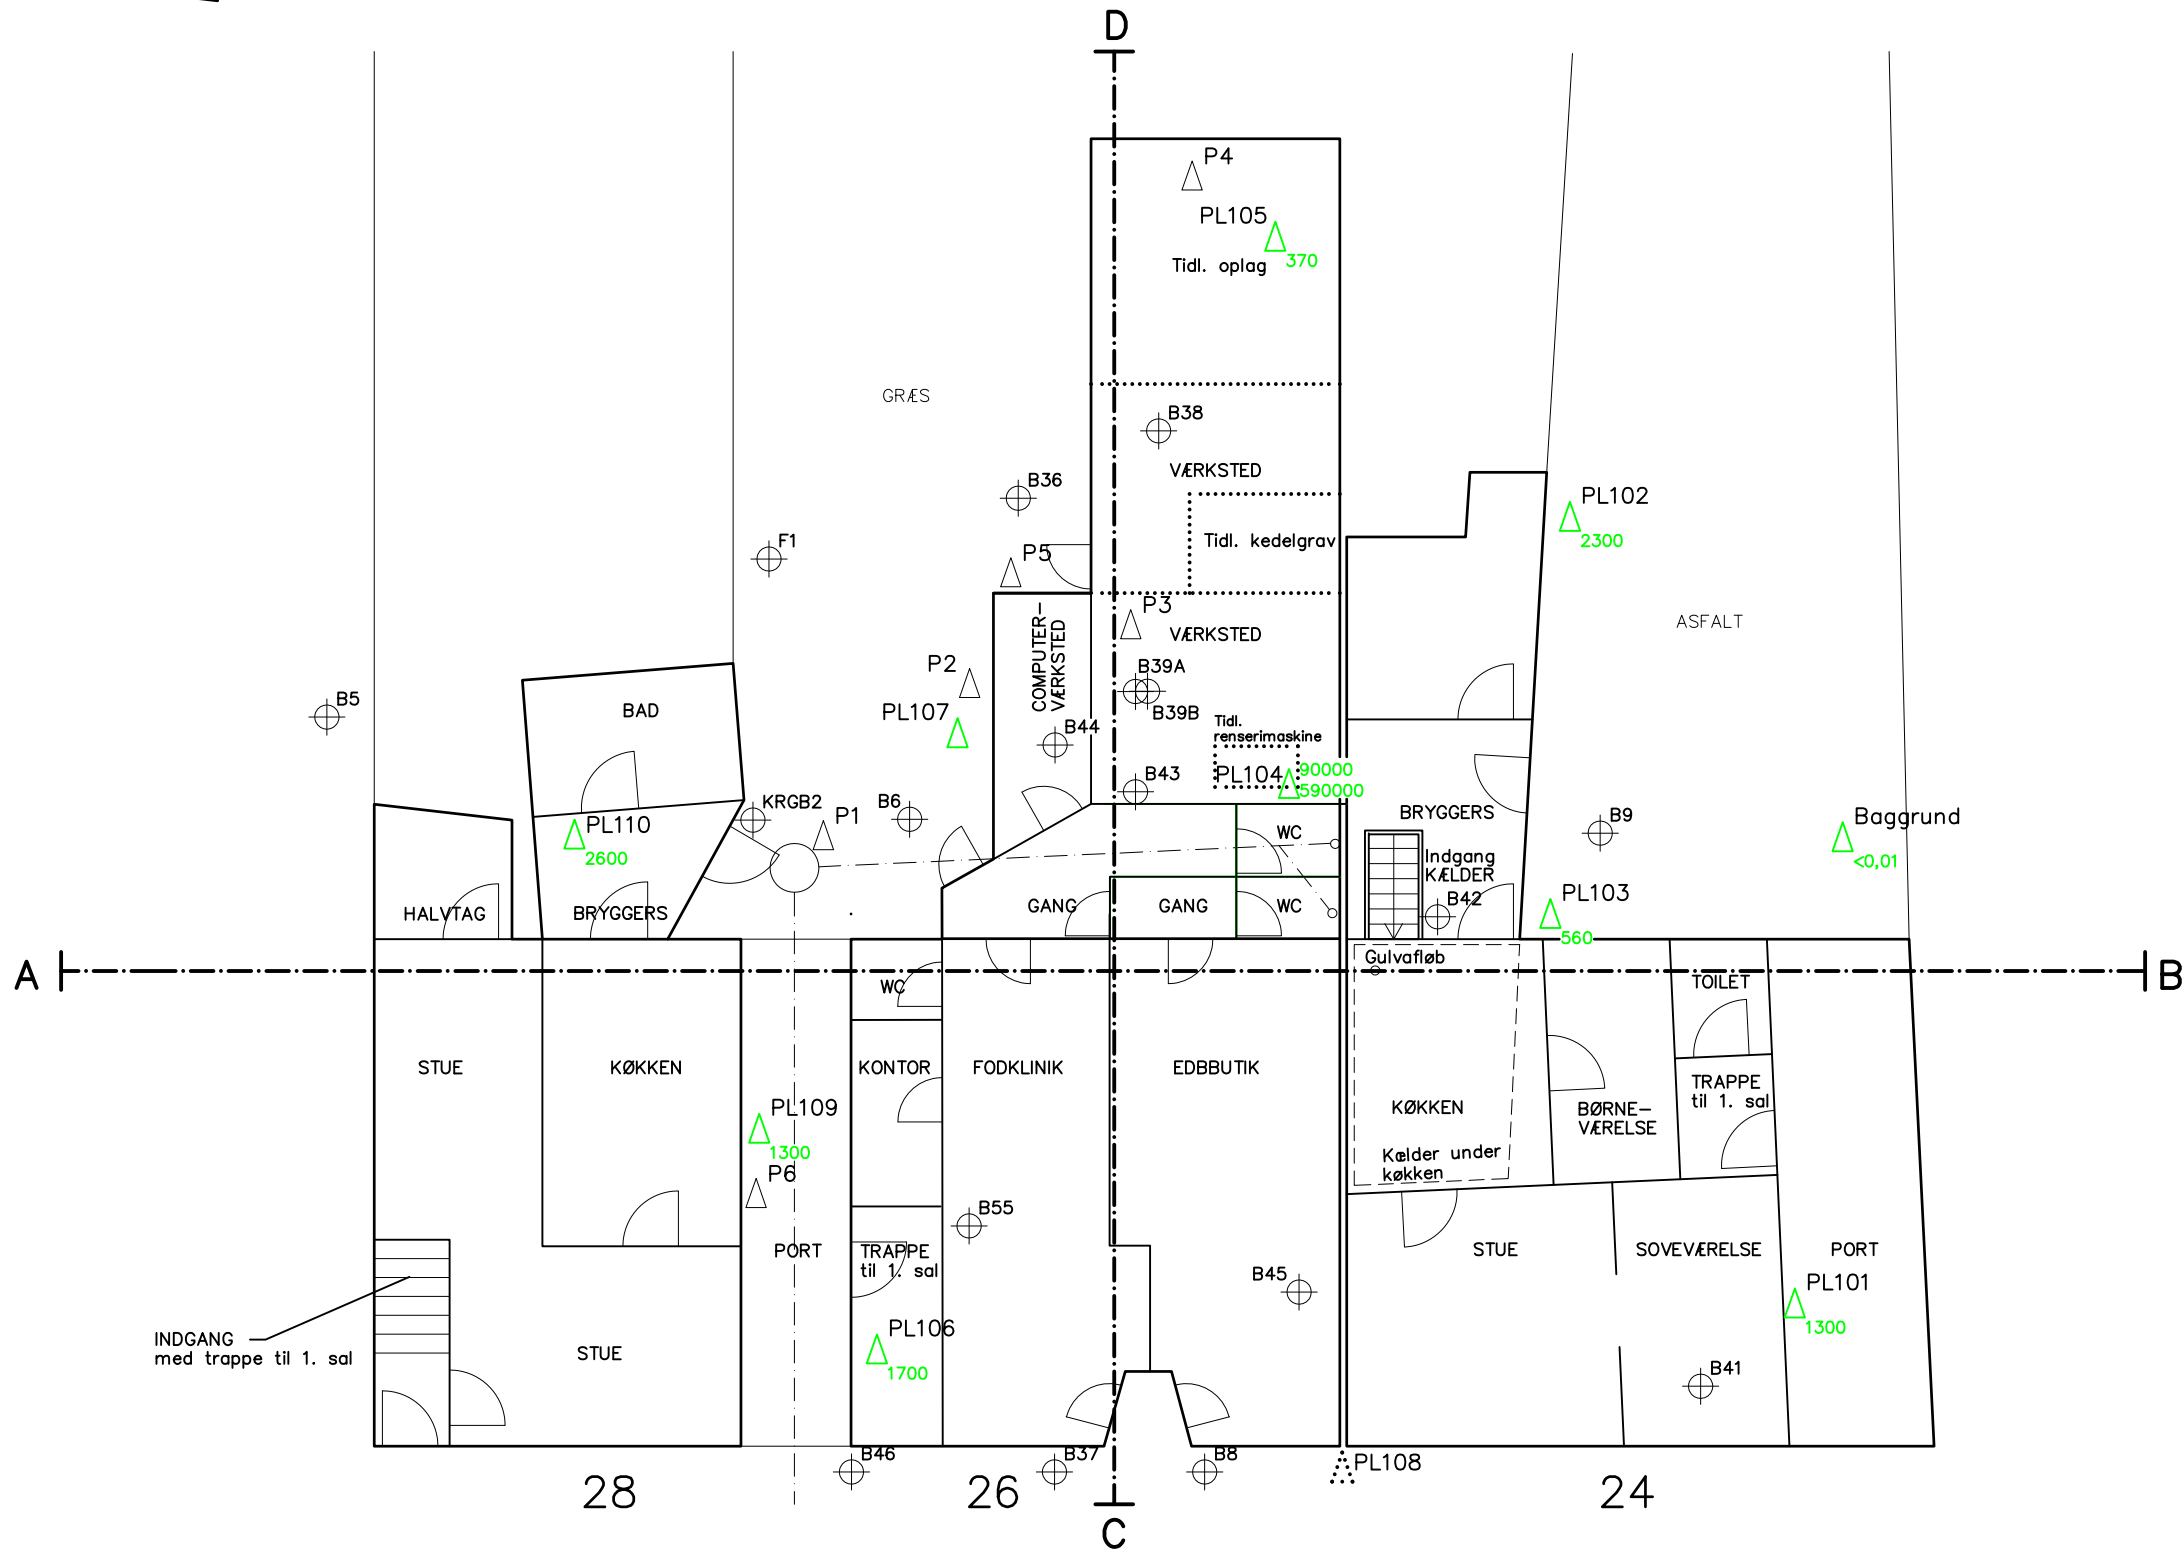 D
P4
PL105
370
Tidl. oplag
GRÆS
B38
VÆRKSTED
B36
PL102
2300
F1
P5
Tidl. kedelgrav
P3
VÆRKSTED
COMPUTER-
VÆRKSTED
ASFALT
P2
B39A
B5
BAD
PL107
B39B
B44
Tidl.
renserimaskine
B43
PL104
90000
590000
KRGB2
P1
B6
PL110
2600
WC
BRYGGERS
B9
Baggrund
<0,01
Indgang
KÆLDER
B42
PL103
560
HALVTAG
BRYGGERS
GANG
GANG
WC
A
B
Gulvafløb
WC
TOILET
STUE
KØKKEN
KONTOR
FODKLINIK
EDBBUTIK
TRAPPE
til 1. sal
PL109
1300
KØKKEN
BØRNE-
VÆRELSE
P6
Kælder under
køkken
B55
PORT
TRAPPE
til 1. sal
STUE
SOVEVÆRELSE
PORT
B45
PL101
1300
INDGANG
med trappe til 1. sal
STUE
PL106
1700
B41
B46
B37
B8
PL108
28
26
24
C